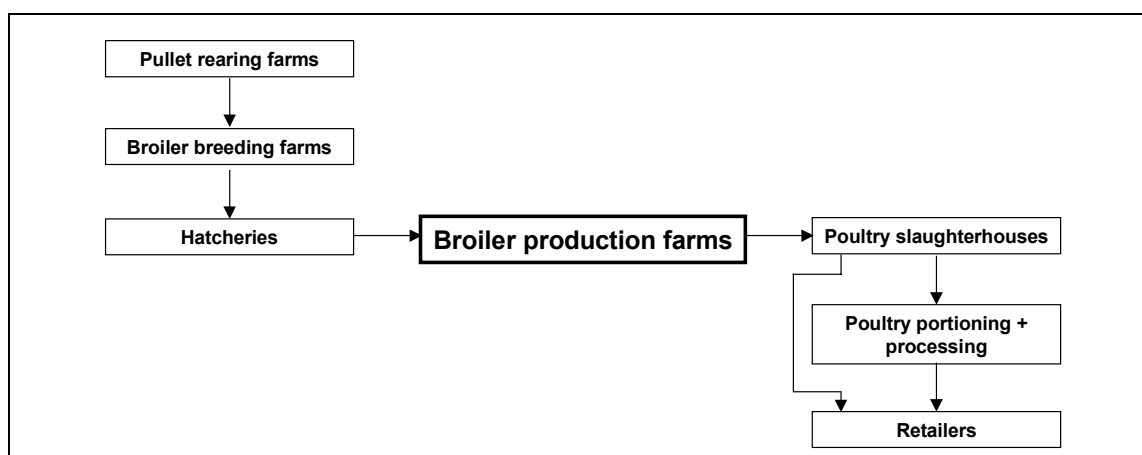 Pullet rearing farms
Broiler breeding farms
Hatcheries
Broiler production farms
Poultry slaughterhouses
Poultry portioning +
processing
Retailers